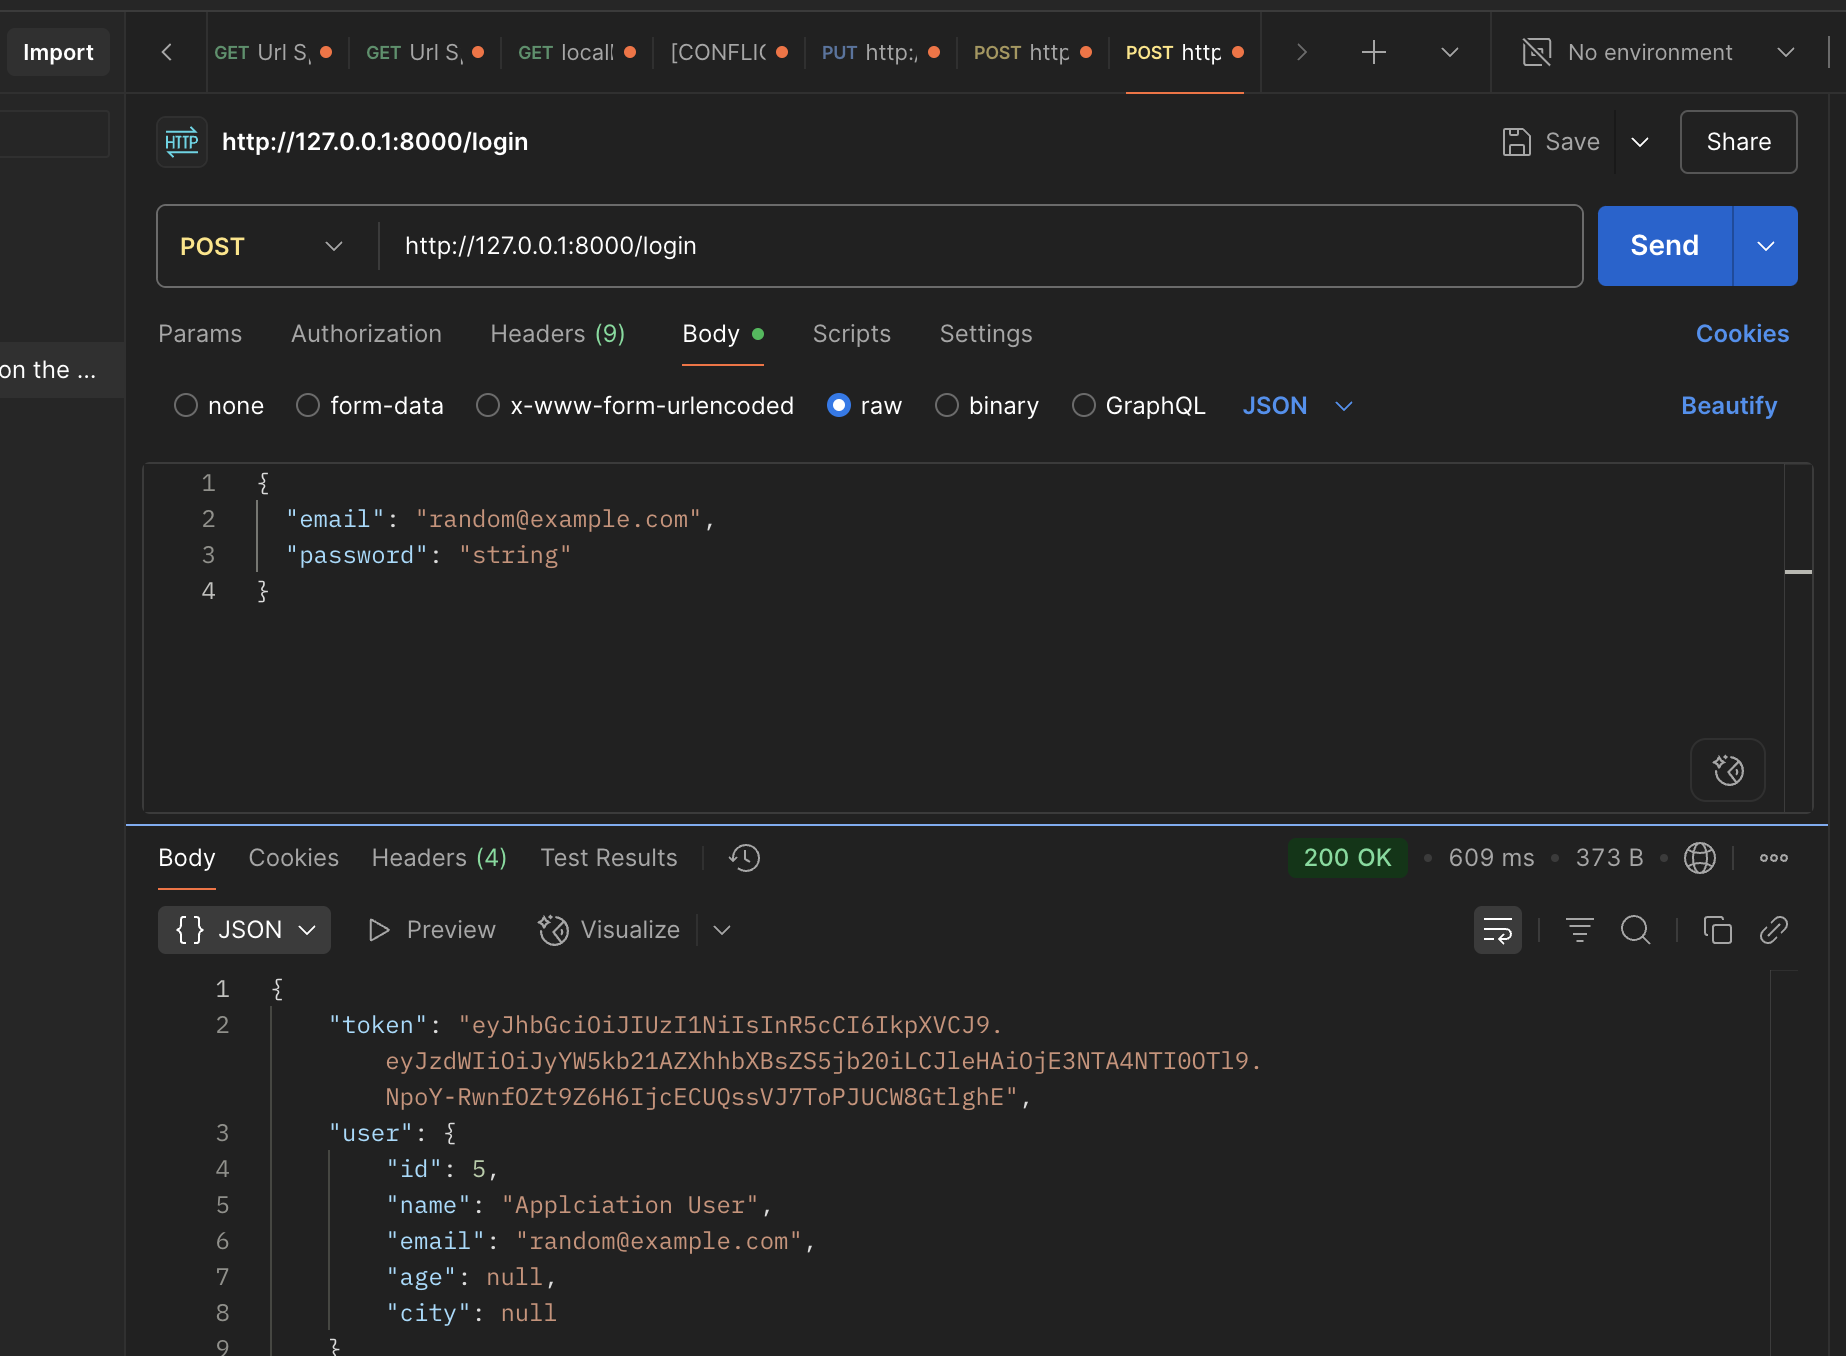 Import
GET Url S
GET Url S
GET local
[CONFLIC
PUT http:/
POST http
POST http
No environment
HTTP
http://127.0.0.1:8000/login
Save
Share
POST
http://127.0.0.1:8000/login
Send
on the ...
Params
Authorization
Headers (9)
Body
Scripts
Settings
Cookies
none
form-data
x-www-form-urlencoded
raw
binary
GraphQL
JSON
Beautify
1 {
2 "email": "random@example.com",
3 "password": "string"
4 }
Body
Cookies
Headers (4)
Test Results
200 OK
609 ms
373 B
{} JSON
Preview
Visualize
1 {
2 "token": "eyJhbGciOiJIUzI1NiIsInR5cCI6IkpXVCJ9.
eyJzdWIiOiJyYW5kb21AZXhhbXBsZS5jb20iLCJleHAiOjE3NTA4NTI0OTl9.
NpoY-RwnfOZt9Z6H6IjcECUQssVJ7ToPJUCW8GtlghE",
3 "user": {
4 "id": 5,
5 "name": "Applciation User",
6 "email": "random@example.com",
7 "age": null,
8 "city": null
9 }